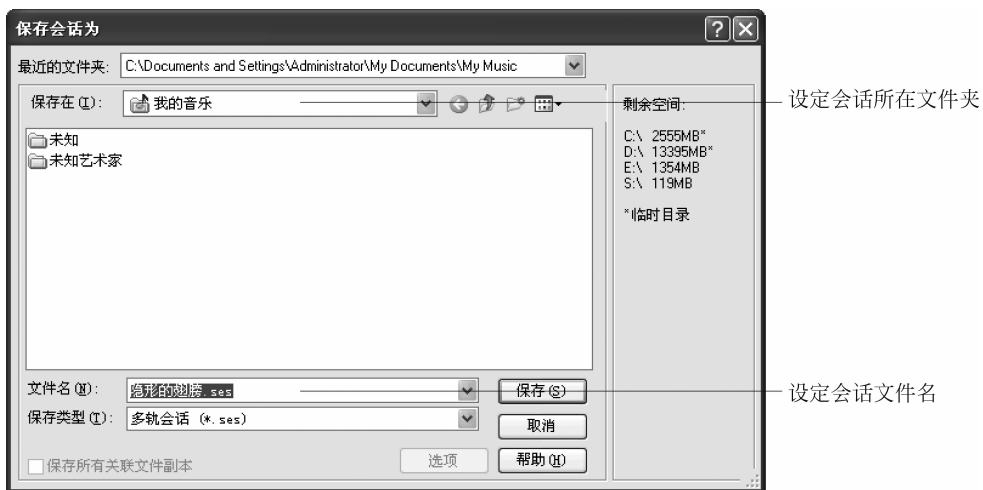 保存会话为
最近的文件夹: C:\Documents and Settings\Administrator\My Documents\My Music
保存在(I): 我的音乐
设定会话所在文件夹
未知
未知艺术家
剩余空间:
C:\ 2555MB*
D:\ 13395MB*
E:\ 1354MB
S:\ 119MB
*临时目录
文件名(N): 隐形的翅膀.ses 保存(S)
设定会话文件名
保存类型(T): 多轨会话 (*.ses) 取消
保存所有关联文件副本 选项 帮助(H)